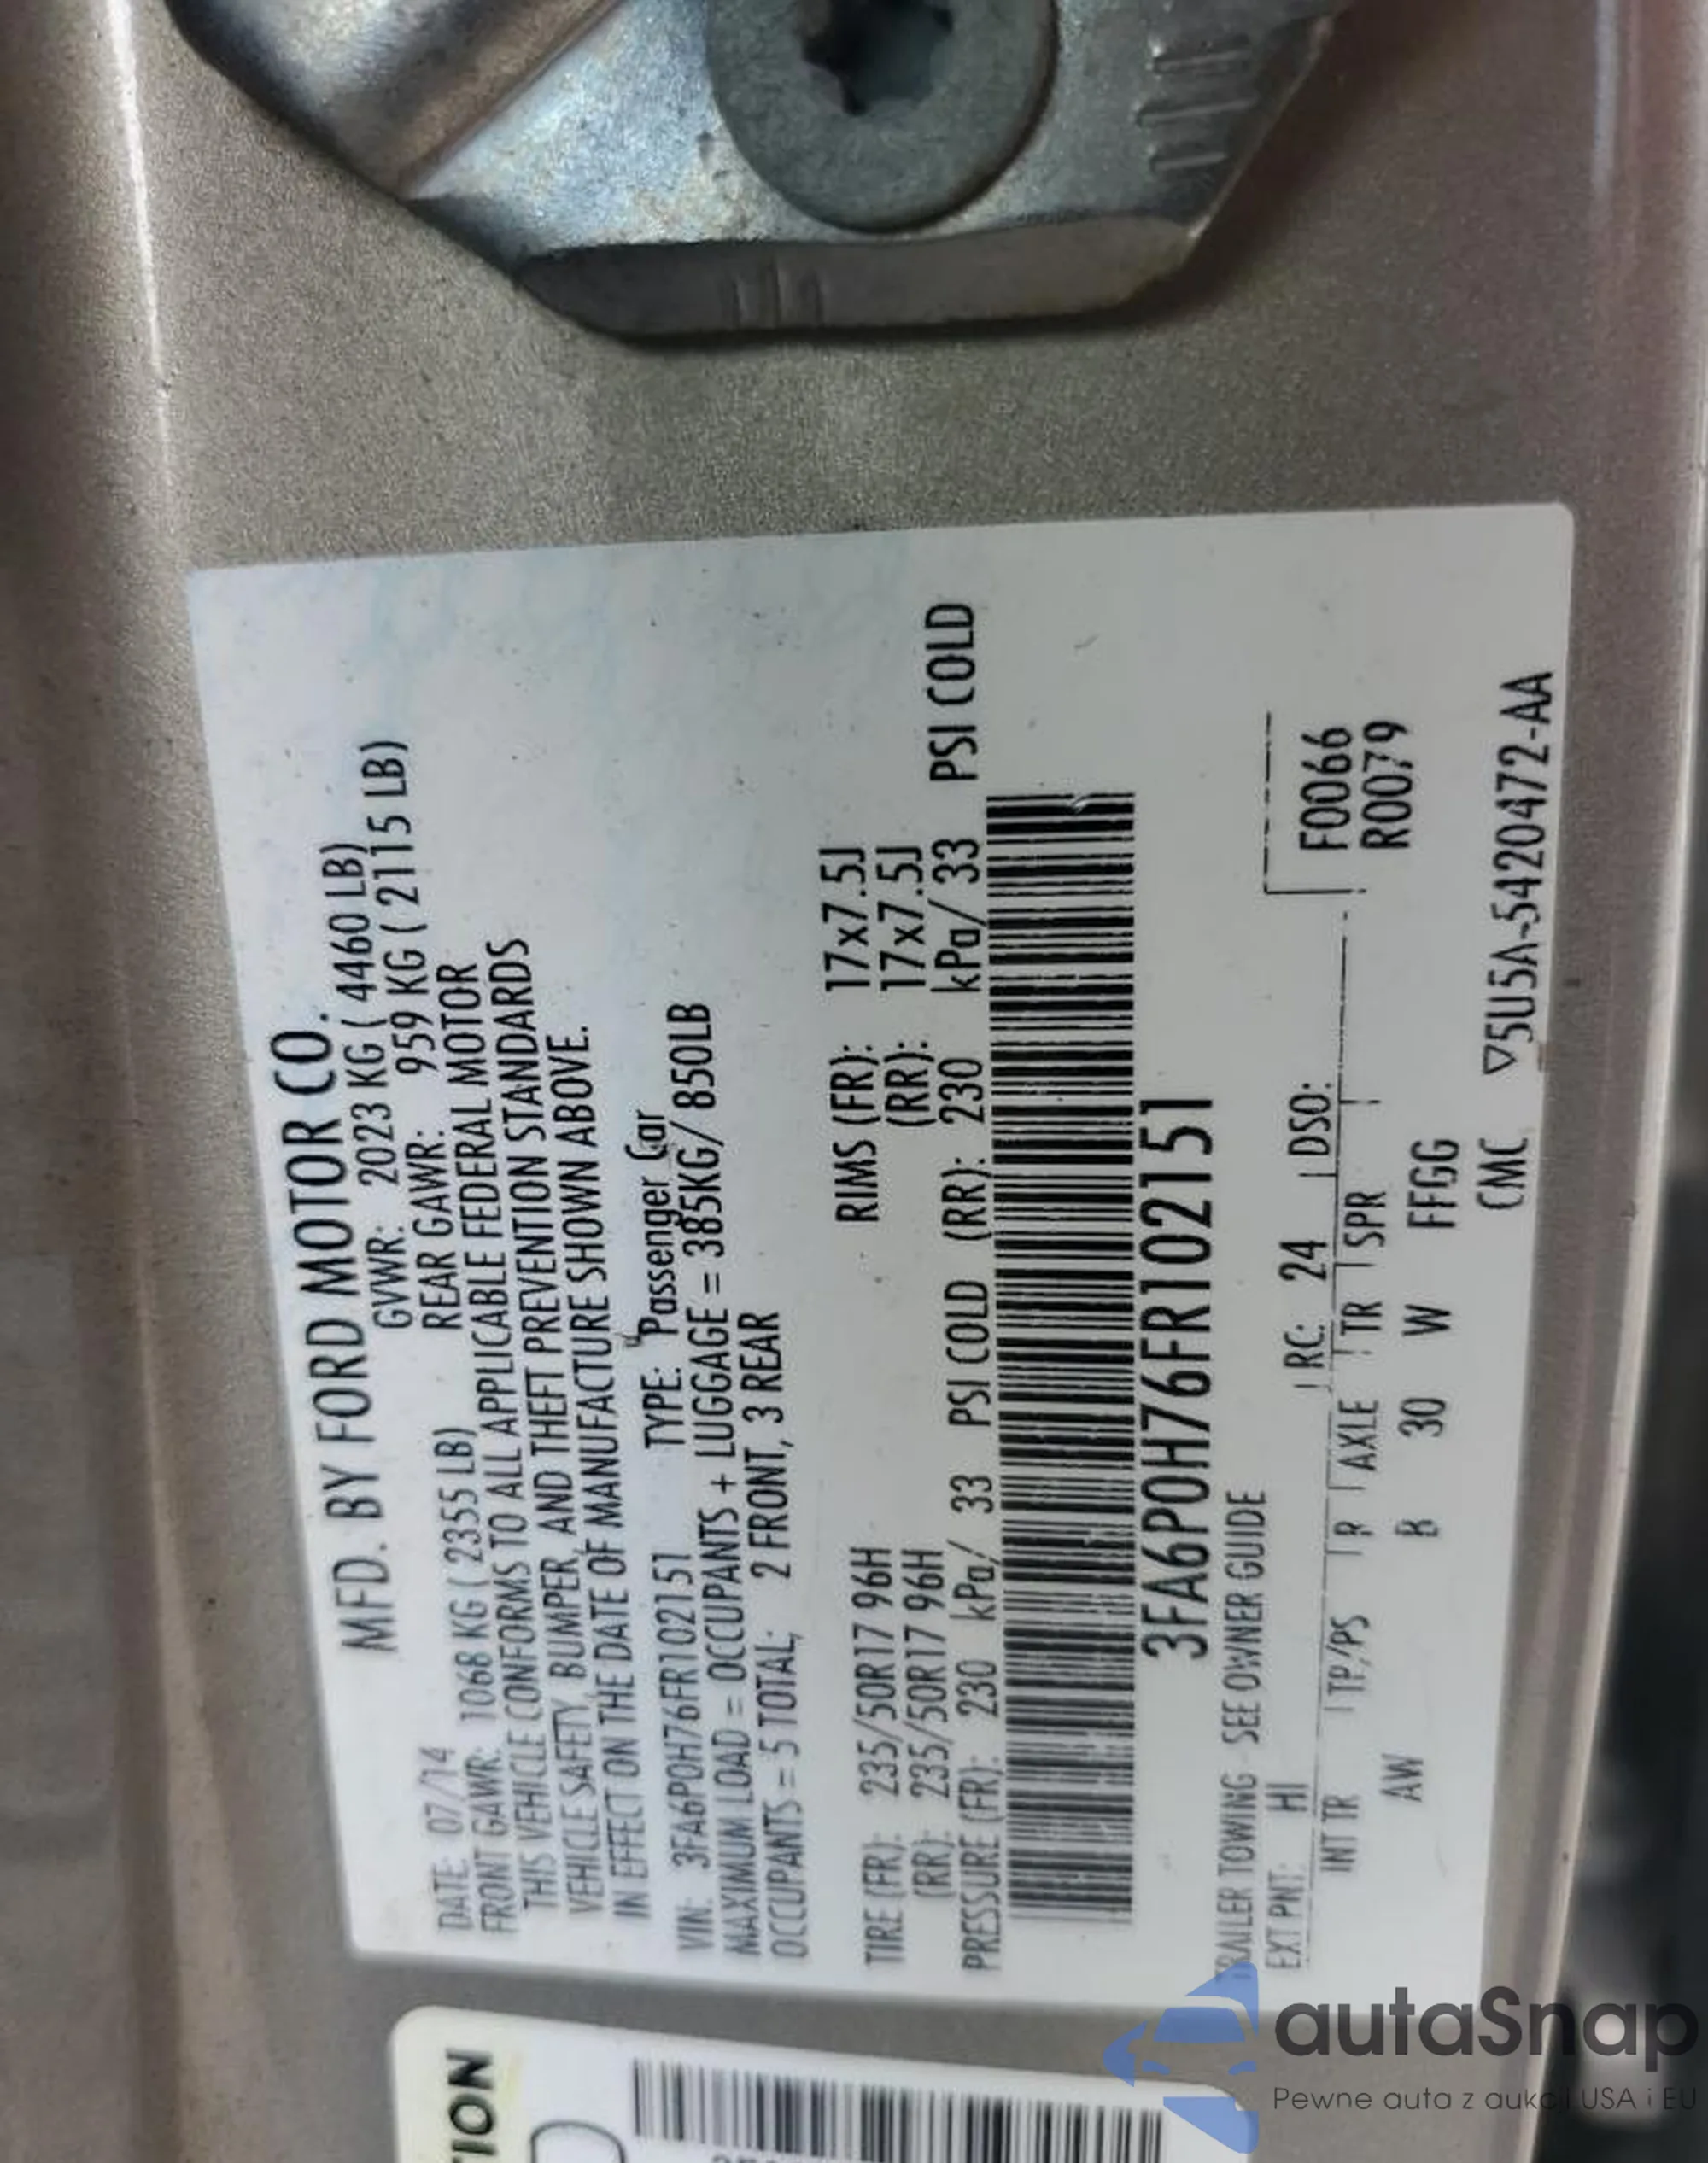 MFD. BY FORD MOTOR CO.
DATE: 07/14 GVWR: 2023 KG ( 4460 LB)
FRONT GAWR: 1068 KG ( 2355 LB) REAR GAWR: 959 KG ( 2115 LB)
THIS VEHICLE CONFORMS TO ALL APPLICABLE FEDERAL MOTOR
VEHICLE SAFETY, BUMPER, AND THEFT PREVENTION STANDARDS
IN EFFECT ON THE DATE OF MANUFACTURE SHOWN ABOVE.
VIN: 3FA6P0H76FR102151 TYPE: Passenger Car
MAXIMUM LOAD = OCCUPANTS + LUGGAGE = 385KG/ 850LB
OCCUPANTS = 5 TOTAL; 2 FRONT, 3 REAR
TIRE (FR): 235/50R17 96H RIMS (FR): 17x7.5J
(RR): 235/50R17 96H (RR): 17x7.5J
PRESSURE (FR): 230 kPa/ 33 PSI COLD (RR): 230 kPa/ 33 PSI COLD
3FA6P0H76FR102151
TRAILER TOWING - SEE OWNER GUIDE
EXT PNT: HI RC: 24 DSO:
F0066
INT TR TP/PS R AXLE TR SPR
R0079
AW B 30 W FFGG
CMC ▽5U5A-5420472-AA
TION
autaSnap
Pewne auta z aukcji USA i EU